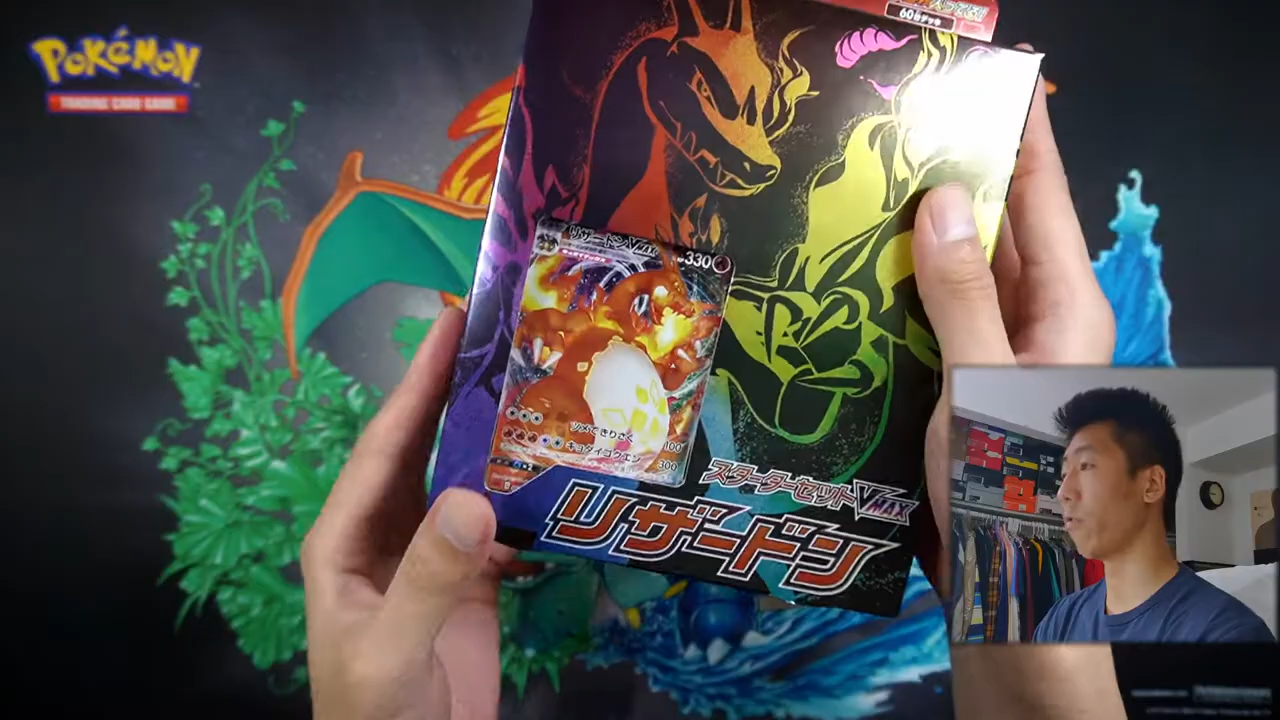 POKÉMON
TRADING CARD GAME
60枚デッキ
リザードンVMAX
330
ツメできりさく 100
キョダイゴクエン 300
スターターセットVMAX
リザードン